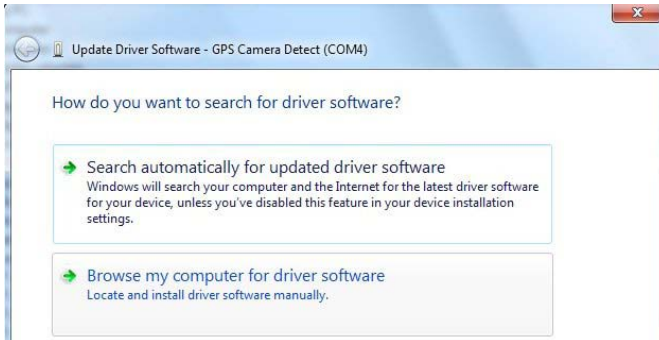 Update Driver Software - GPS Camera Detect (COM4)
How do you want to search for driver software?
Search automatically for updated driver software
Windows will search your computer and the Internet for the latest driver software
for your device, unless you've disabled this feature in your device installation
settings.
Browse my computer for driver software
Locate and install driver software manually.